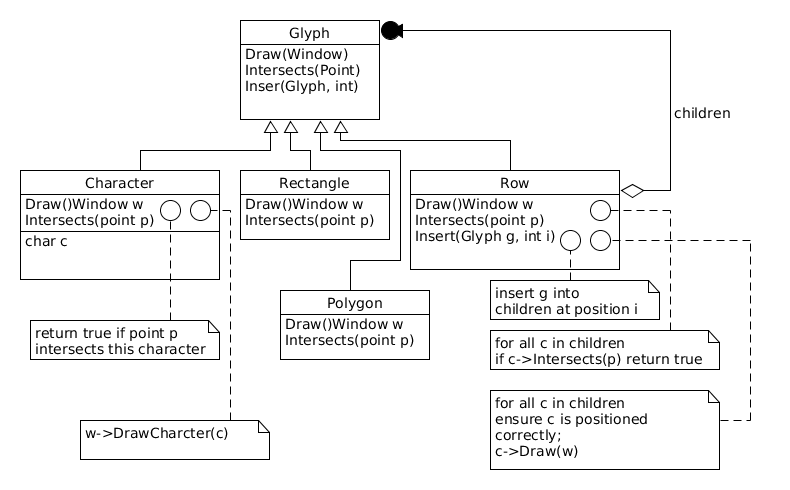 Glyph
Draw(Window)
Intersects(Point)
Inser(Glyph, int)
children
Character
Draw()Window w
Intersects(point p)
char c
Rectangle
Draw()Window w
Intersects(point p)
Row
Draw()Window w
Intersects(point p)
Insert(Glyph g, int i)
Polygon
Draw()Window w
Intersects(point p)
insert g into
children at position i
return true if point p
intersects this character
for all c in children
if c->Intersects(p) return true
w->DrawCharcter(c)
for all c in children
ensure c is positioned
correctly;
c->Draw(w)